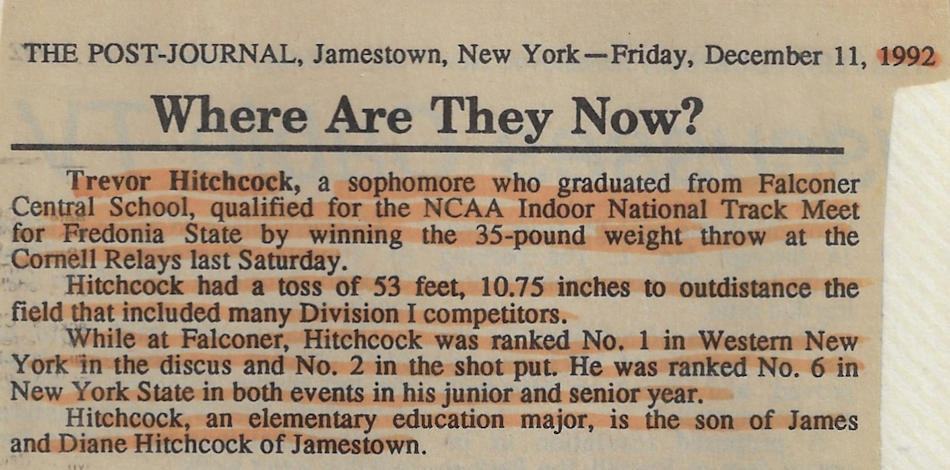 THE POST-JOURNAL, Jamestown, New York—Friday, December 11, 1992
Where Are They Now?
Trevor Hitchcock, a sophomore who graduated from Falconer
Central School, qualified for the NCAA Indoor National Track Meet
for Fredonia State by winning the 35-pound weight throw at the
Cornell Relays last Saturday.
Hitchcock had a toss of 53 feet, 10.75 inches to outdistance the
field that included many Division I competitors.
While at Falconer, Hitchcock was ranked No. 1 in Western New
York in the discus and No. 2 in the shot put. He was ranked No. 6 in
New York State in both events in his junior and senior year.
Hitchcock, an elementary education major, is the son of James
and Diane Hitchcock of Jamestown.